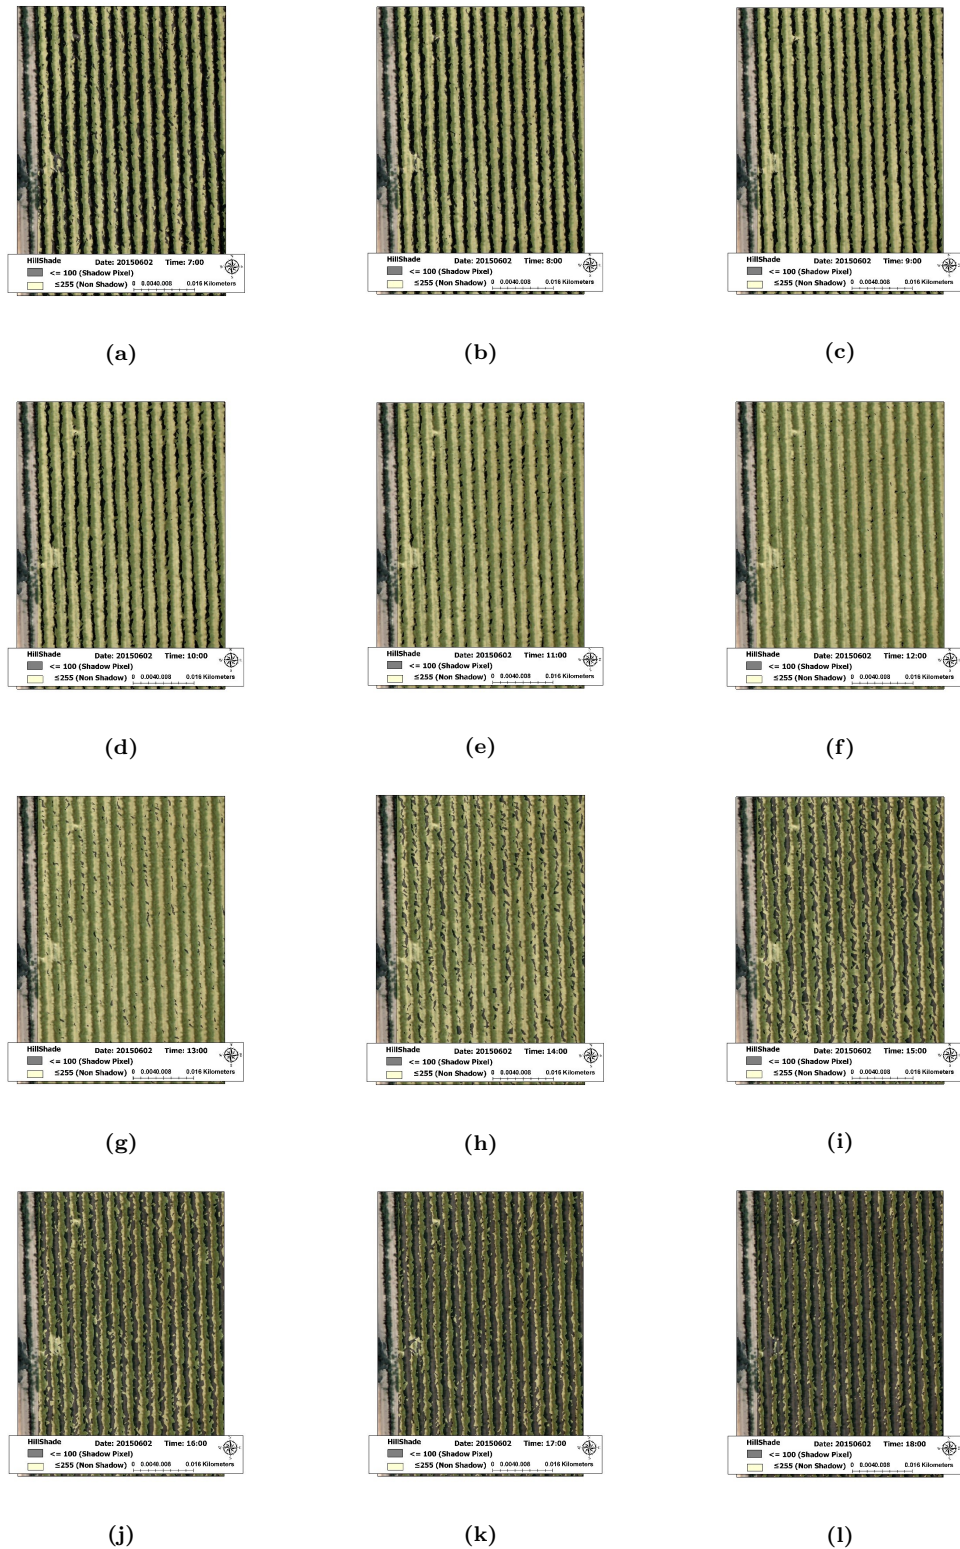 HillShade Date: 20150602 Time: 7:00
<= 100 (Shadow Pixel)
≤255 (Non Shadow) 0 0.0040.008 0.016 Kilometers
(a)
HillShade Date: 20150602 Time: 8:00
<= 100 (Shadow Pixel)
≤255 (Non Shadow) 0 0.0040.008 0.016 Kilometers
(b)
HillShade Date: 20150602 Time: 9:00
<= 100 (Shadow Pixel)
≤255 (Non Shadow) 0 0.0040.008 0.016 Kilometers
(c)
HillShade Date: 20150602 Time: 10:00
<= 100 (Shadow Pixel)
≤255 (Non Shadow) 0 0.0040.008 0.016 Kilometers
(d)
HillShade Date: 20150602 Time: 11:00
<= 100 (Shadow Pixel)
≤255 (Non Shadow) 0 0.0040.008 0.016 Kilometers
(e)
HillShade Date: 20150602 Time: 12:00
<= 100 (Shadow Pixel)
≤255 (Non Shadow) 0 0.0040.008 0.016 Kilometers
(f)
HillShade Date: 20150602 Time: 13:00
<= 100 (Shadow Pixel)
≤255 (Non Shadow) 0 0.0040.008 0.016 Kilometers
(g)
HillShade Date: 20150602 Time: 14:00
<= 100 (Shadow Pixel)
≤255 (Non Shadow) 0 0.0040.008 0.016 Kilometers
(h)
HillShade Date: 20150602 Time: 15:00
<= 100 (Shadow Pixel)
≤255 (Non Shadow) 0 0.0040.008 0.016 Kilometers
(i)
HillShade Date: 20150602 Time: 16:00
<= 100 (Shadow Pixel)
≤255 (Non Shadow) 0 0.0040.008 0.016 Kilometers
(j)
HillShade Date: 20150602 Time: 17:00
<= 100 (Shadow Pixel)
≤255 (Non Shadow) 0 0.0040.008 0.016 Kilometers
(k)
HillShade Date: 20150602 Time: 18:00
<= 100 (Shadow Pixel)
≤255 (Non Shadow) 0 0.0040.008 0.016 Kilometers
(l)